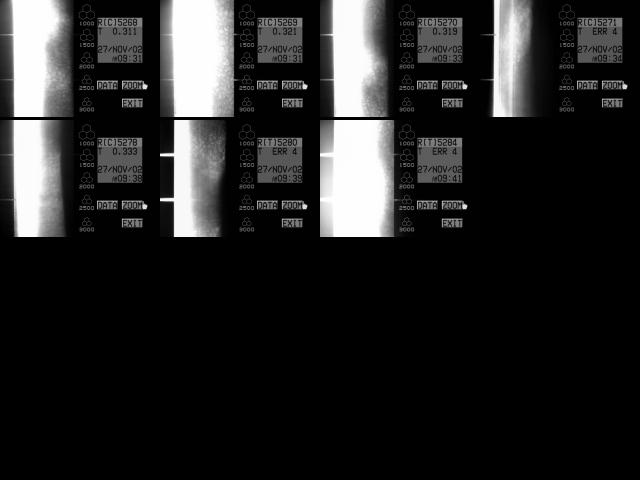 1000 R(C)5268
T 0.311
1500
27/NOV/02
09:31
2000
2500 DATA ZOOM
EXIT
3000
1000 R(C)5269
T 0.321
1500
27/NOV/02
09:31
2000
2500 DATA ZOOM
EXIT
3000
1000 R(C)5270
T 0.319
1500
27/NOV/02
09:33
2000
2500 DATA ZOOM
EXIT
3000
1000 R(C)5271
T ERR 4
1500
27/NOV/02
09:34
2000
2500 DATA ZOOM
EXIT
3000
1000 R(C)5278
T 0.333
1500
27/NOV/02
09:38
2000
2500 DATA ZOOM
EXIT
3000
1000 R(T)5280
T ERR 4
1500
27/NOV/02
09:39
2000
2500 DATA ZOOM
EXIT
3000
1000 R(T)5284
T ERR 4
1500
27/NOV/02
09:41
2000
2500 DATA ZOOM
EXIT
3000